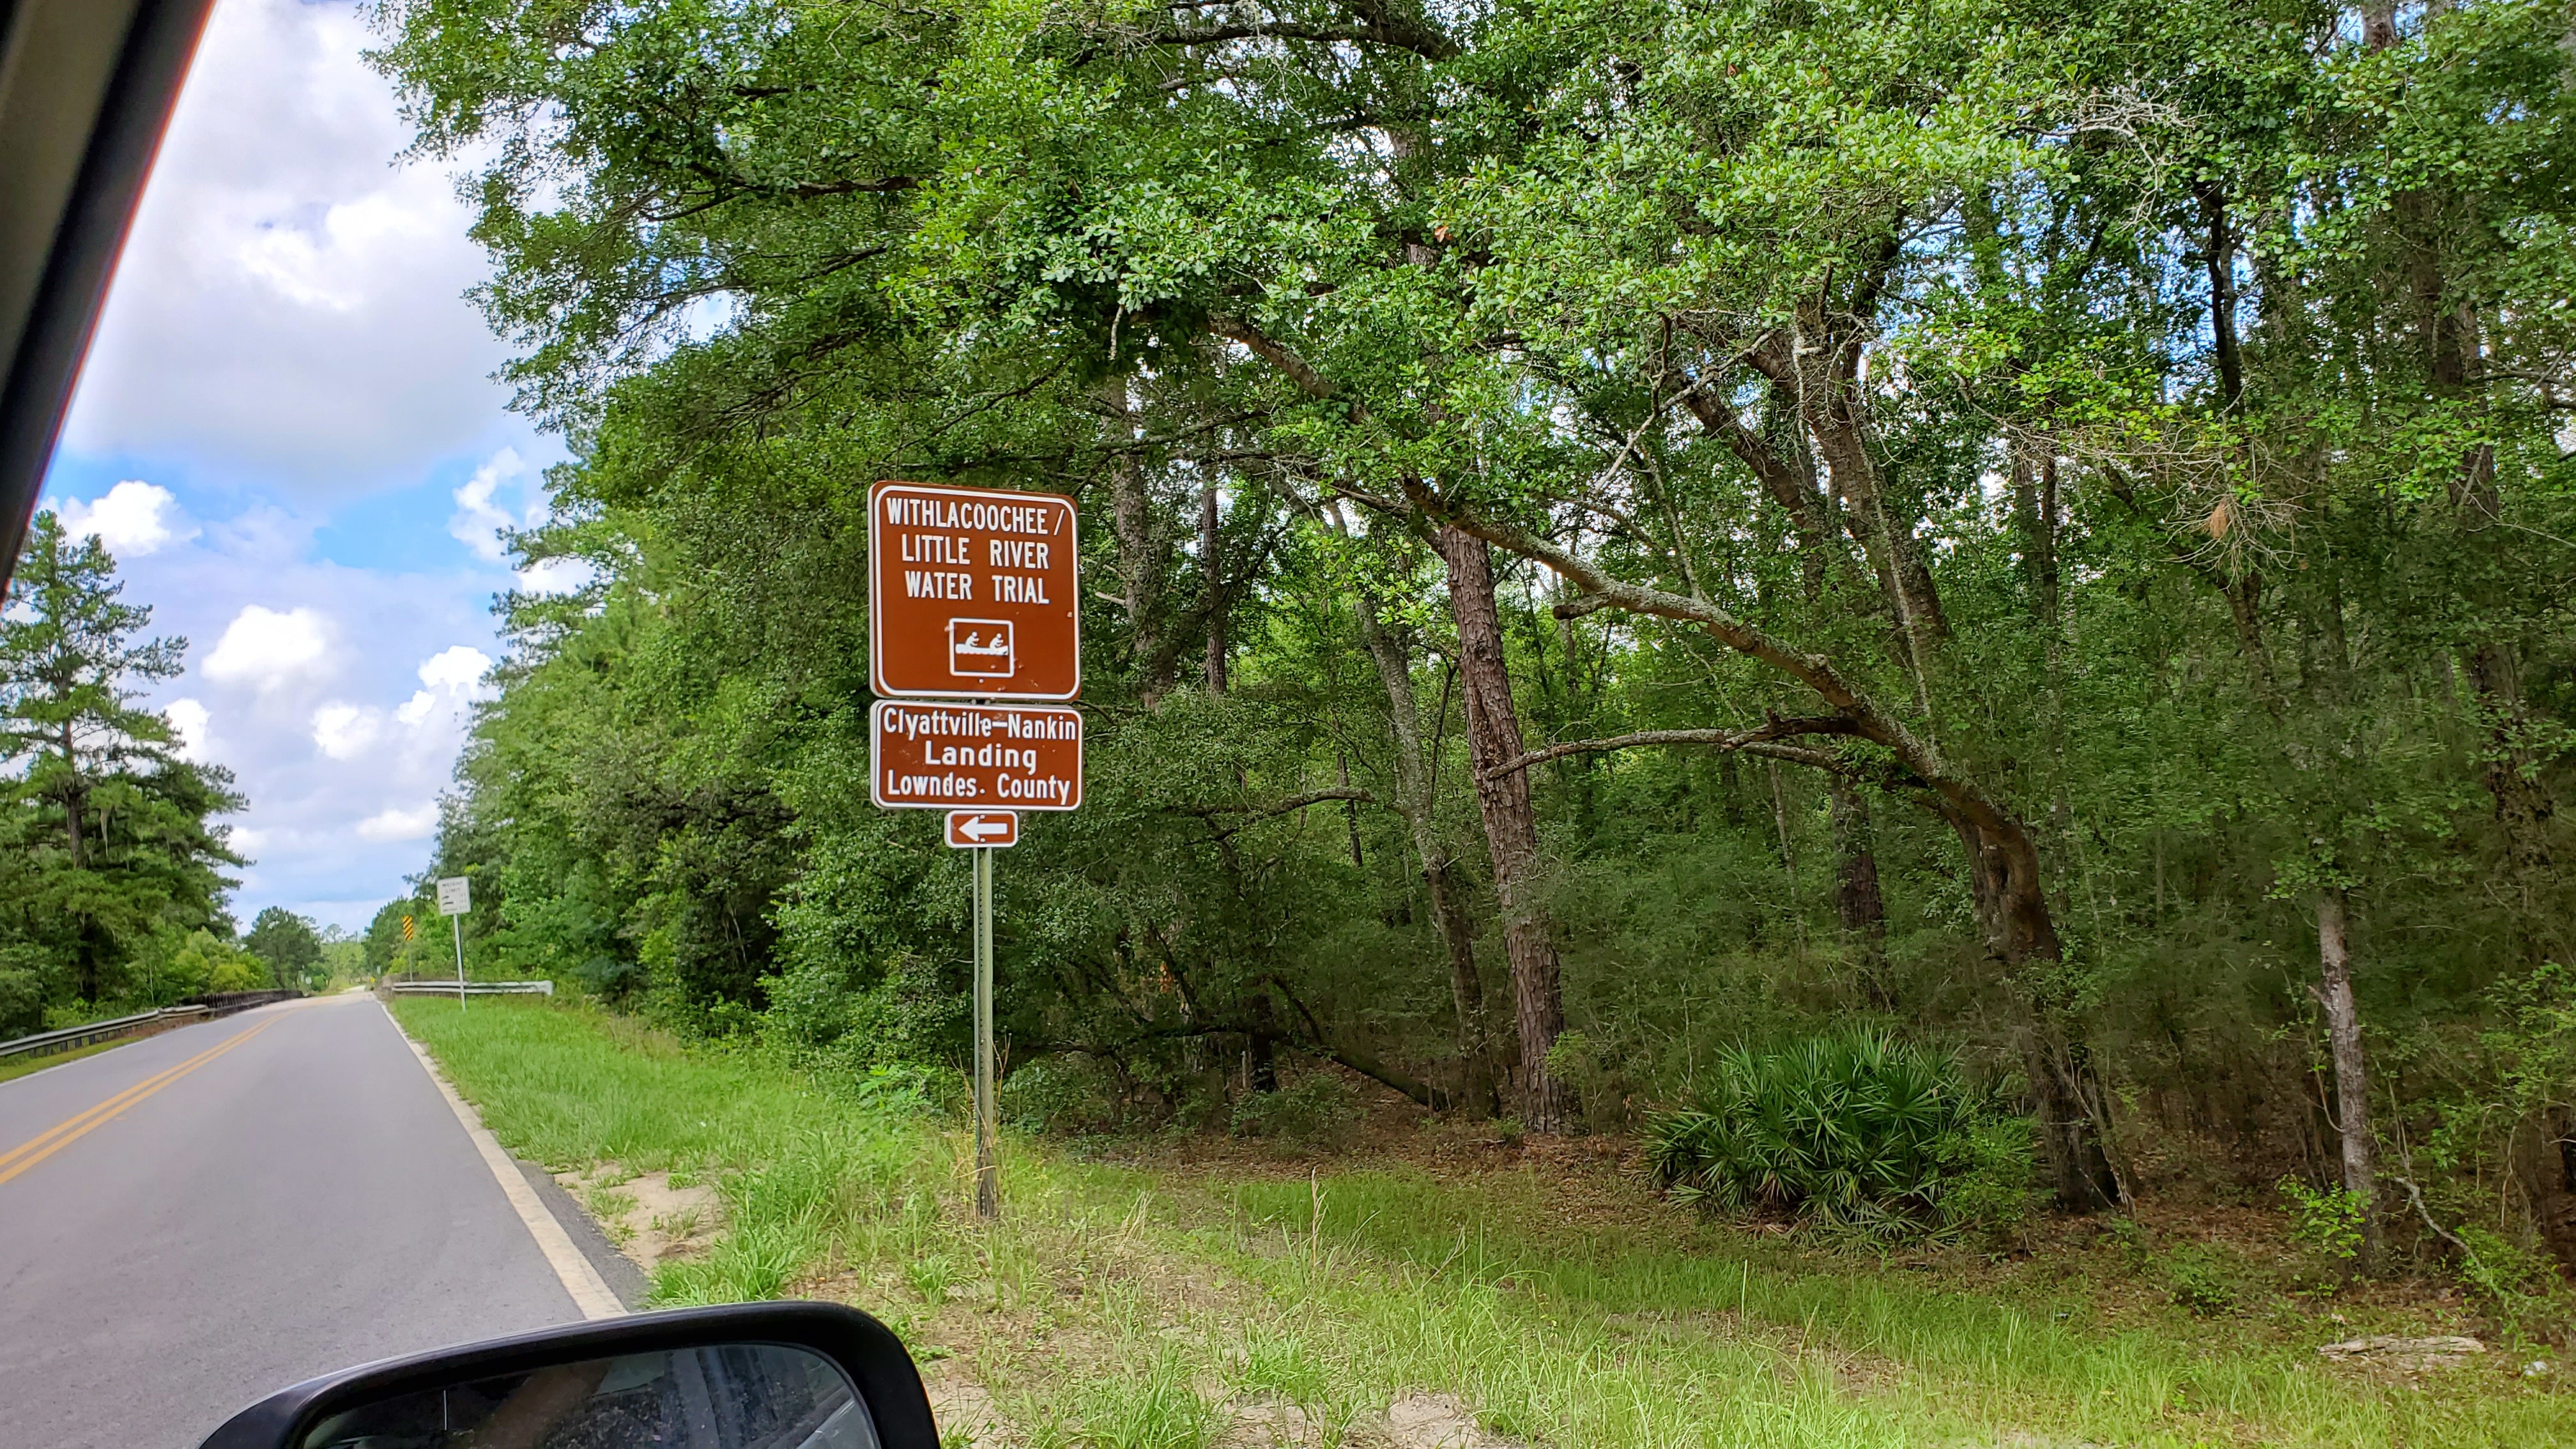 WITHLACOOCHEE /
LITTLE RIVER
WATER TRIAL
Clyattville-Nankin
Landing
Lowndes. County